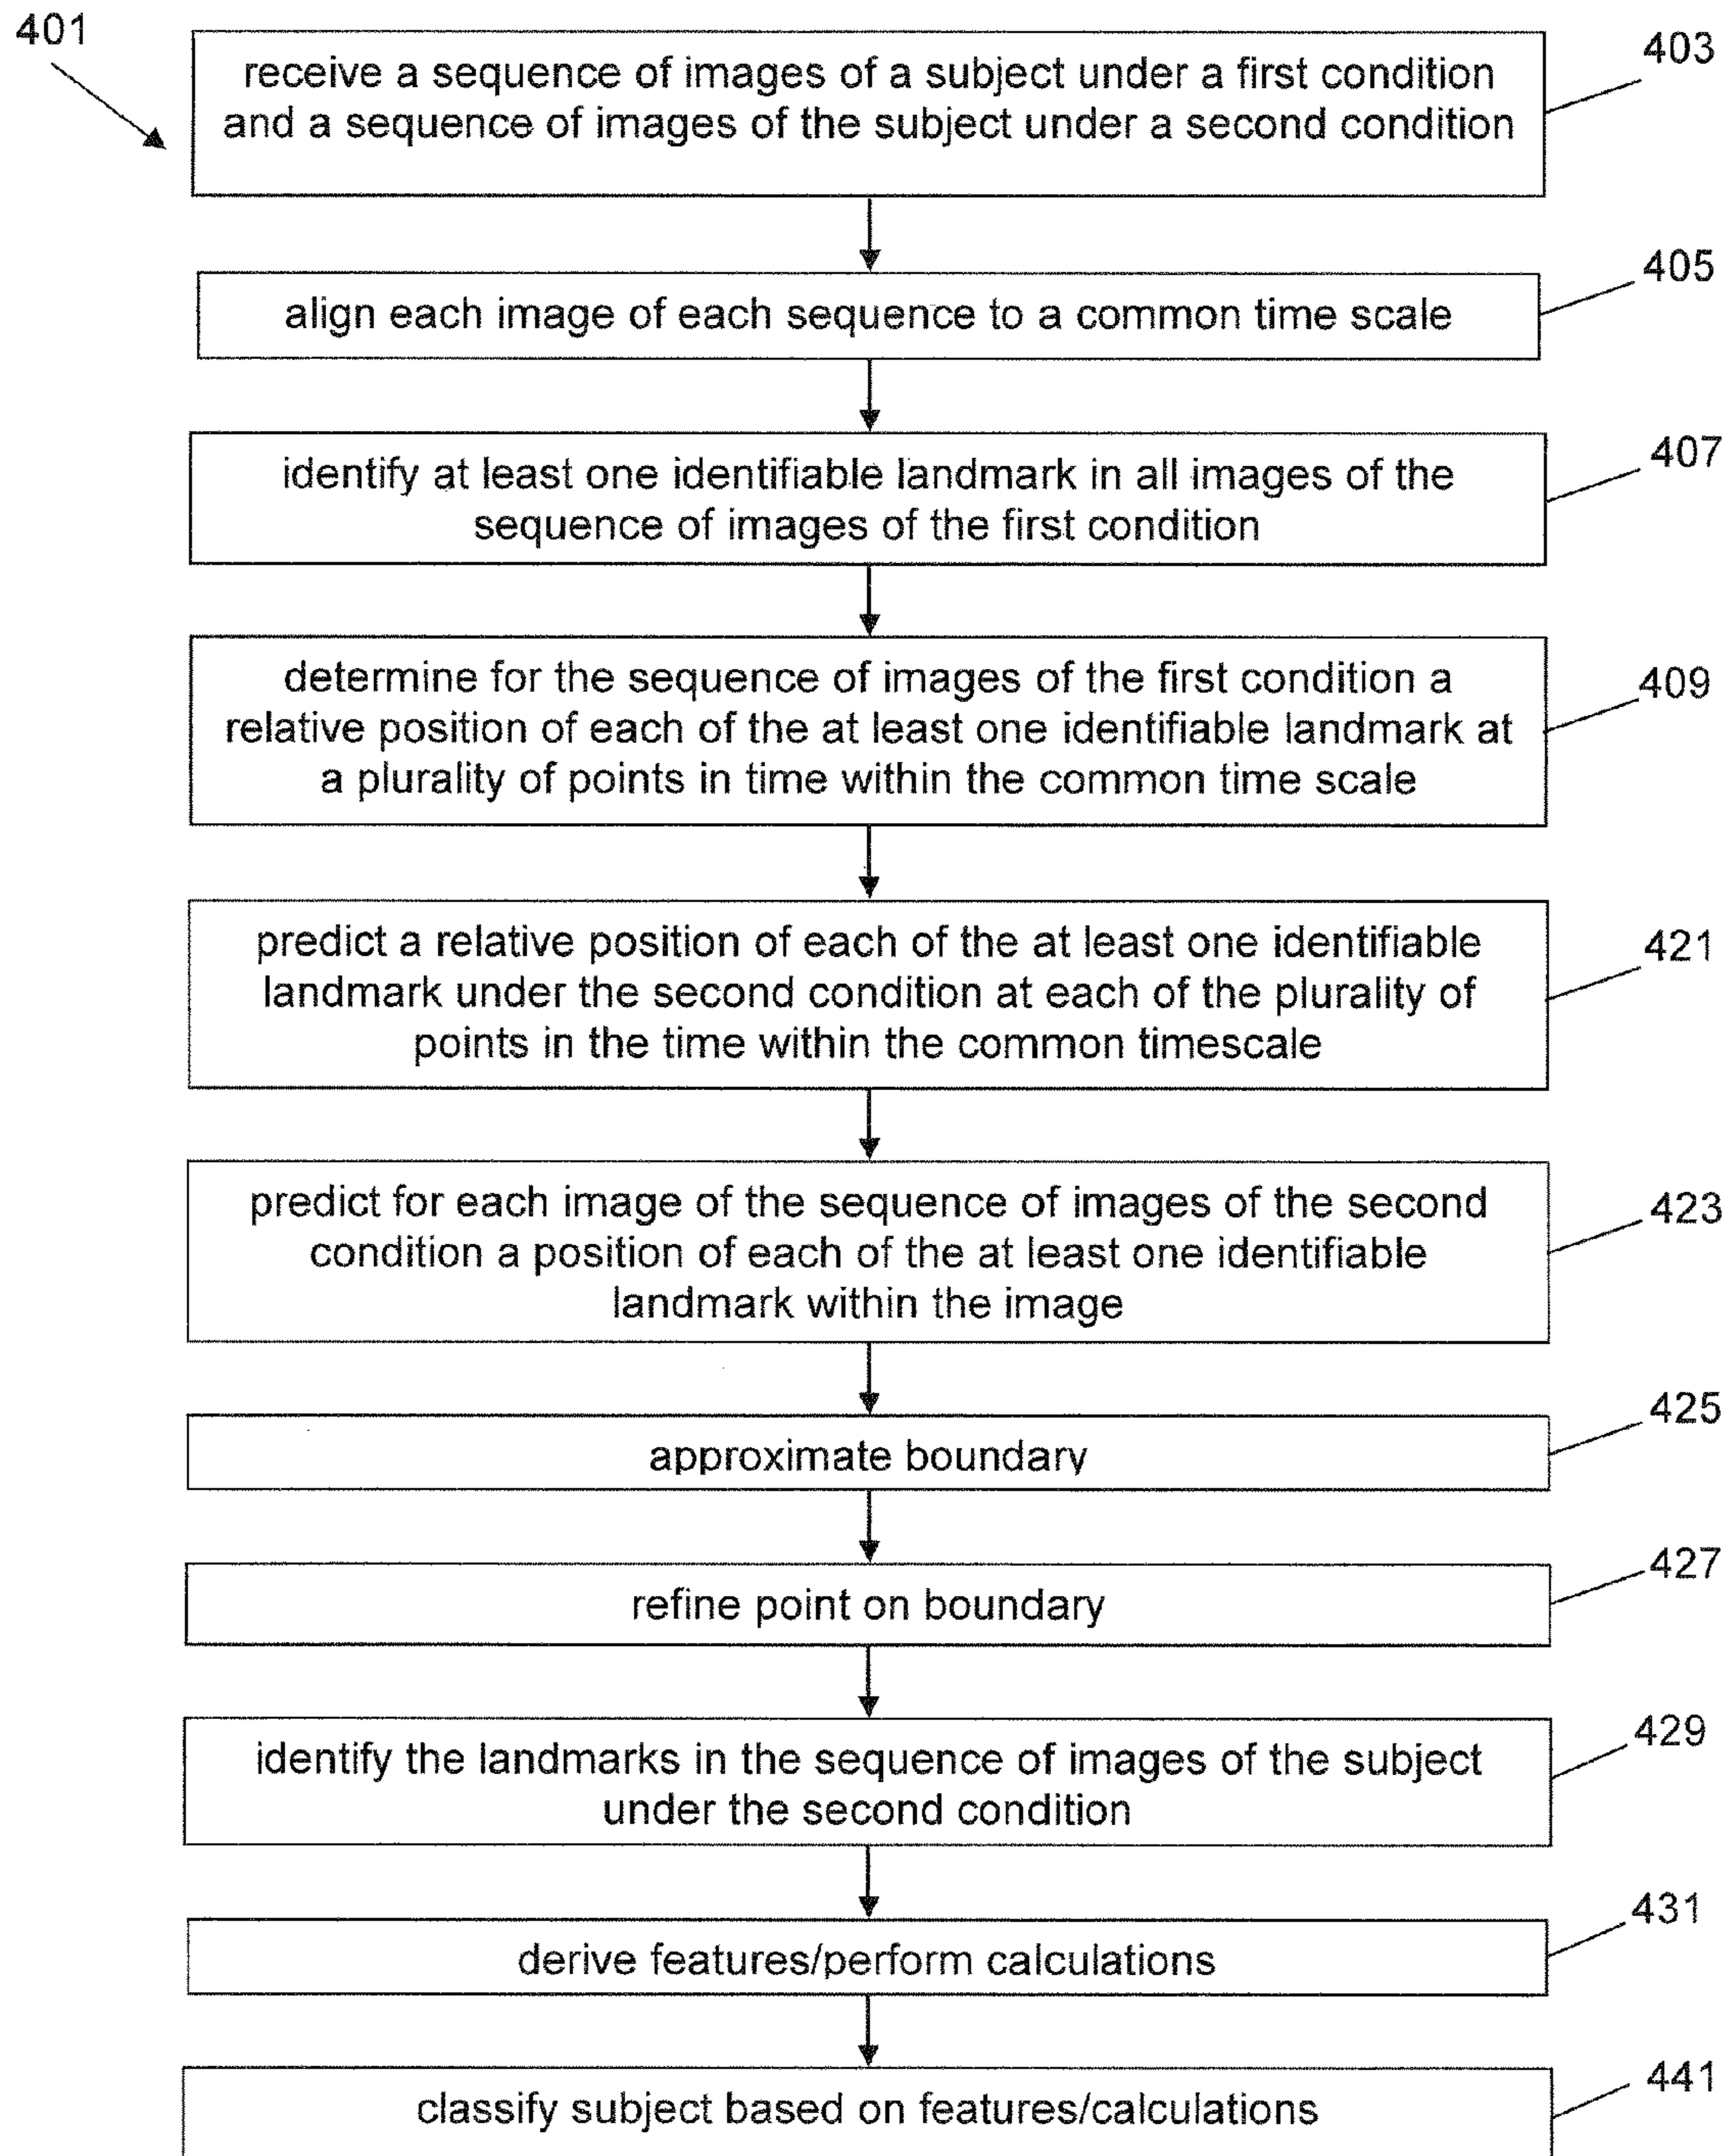 401
receive a sequence of images of a subject under a first condition
and a sequence of images of the subject under a second condition
403
align each image of each sequence to a common time scale
405
identify at least one identifiable landmark in all images of the
sequence of images of the first condition
407
determine for the sequence of images of the first condition a
relative position of each of the at least one identifiable landmark at
a plurality of points in time within the common time scale
409
predict a relative position of each of the at least one identifiable
landmark under the second condition at each of the plurality of
points in the time within the common timescale
421
predict for each image of the sequence of images of the second
condition a position of each of the at least one identifiable
landmark within the image
423
approximate boundary
425
refine point on boundary
427
identify the landmarks in the sequence of images of the subject
under the second condition
429
derive features/perform calculations
431
classify subject based on features/calculations
441